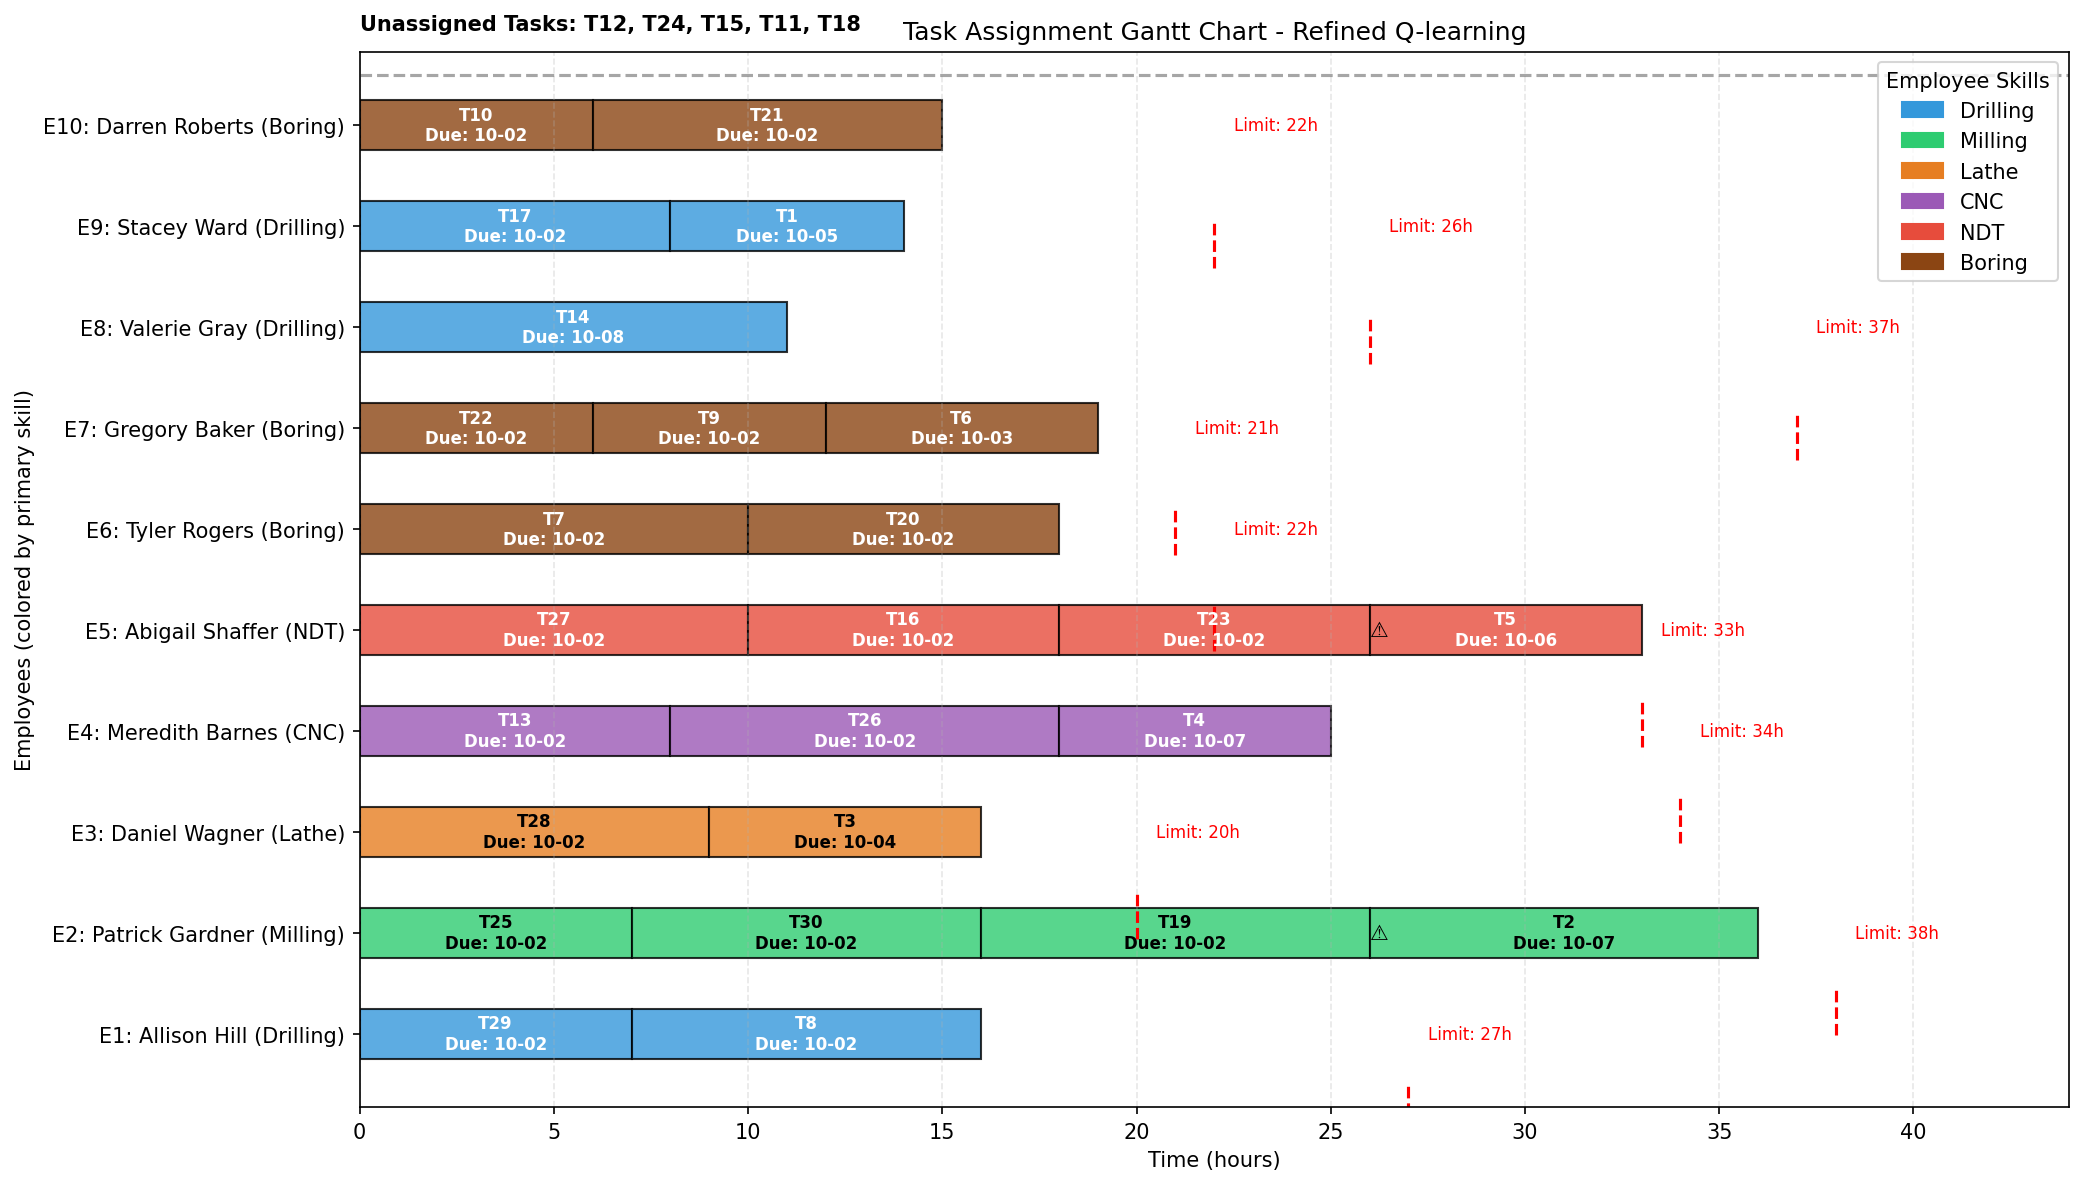 Unassigned Tasks: T12, T24, T15, T11, T18
Task Assignment Gantt Chart - Refined Q-learning
Employee Skills
Drilling
Milling
Lathe
CNC
NDT
Boring
Employees (colored by primary skill)
E10: Darren Roberts (Boring)
T10
Due: 10-02
T21
Due: 10-02
Limit: 22h
E9: Stacey Ward (Drilling)
T17
Due: 10-02
T1
Due: 10-05
Limit: 26h
E8: Valerie Gray (Drilling)
T14
Due: 10-08
Limit: 37h
E7: Gregory Baker (Boring)
T22
Due: 10-02
T9
Due: 10-02
T6
Due: 10-03
Limit: 21h
E6: Tyler Rogers (Boring)
T7
Due: 10-02
T20
Due: 10-02
Limit: 22h
E5: Abigail Shaffer (NDT)
T27
Due: 10-02
T16
Due: 10-02
T23
Due: 10-02
⚠
T5
Due: 10-06
Limit: 33h
E4: Meredith Barnes (CNC)
T13
Due: 10-02
T26
Due: 10-02
T4
Due: 10-07
Limit: 34h
E3: Daniel Wagner (Lathe)
T28
Due: 10-02
T3
Due: 10-04
Limit: 20h
E2: Patrick Gardner (Milling)
T25
Due: 10-02
T30
Due: 10-02
T19
Due: 10-02
⚠
T2
Due: 10-07
Limit: 38h
E1: Allison Hill (Drilling)
T29
Due: 10-02
T8
Due: 10-02
Limit: 27h
0 5 10 15 20 25 30 35 40
Time (hours)